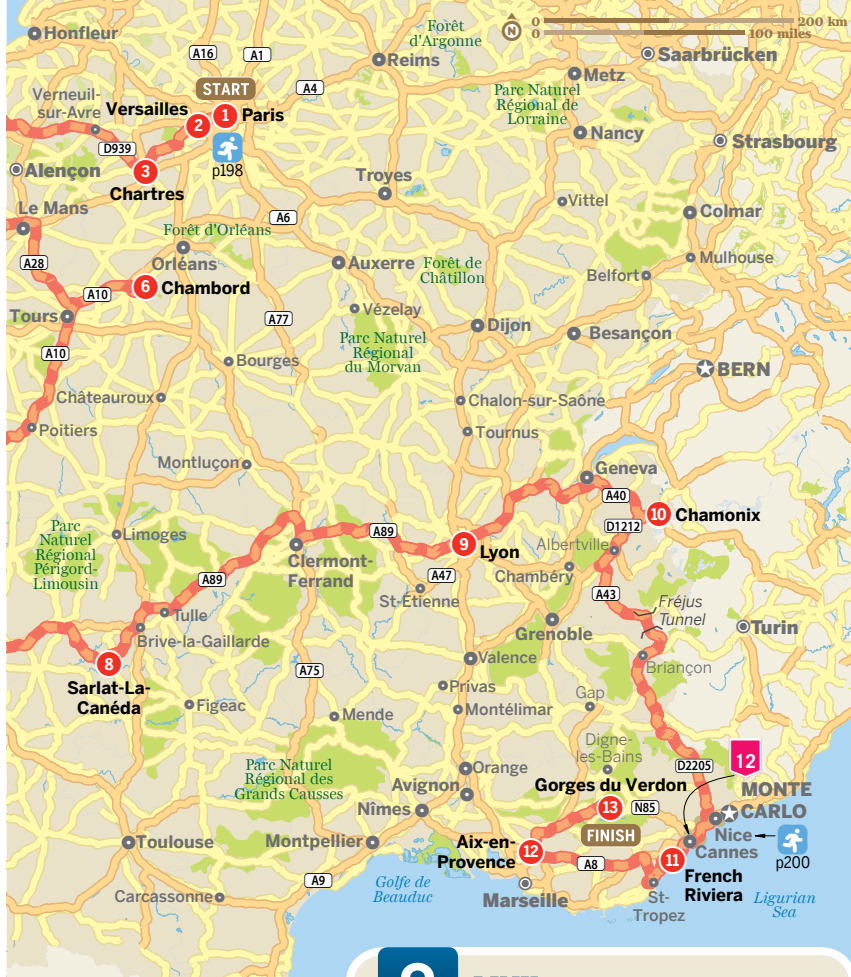 Honfleur
A16
A1
Forêt
d'Argonne
N
0
200 km
0
100 miles
Reims
Saarbrücken
Metz
START
A4
Verneuil-
sur-Avre
Versailles
2
1
Paris
Parc Naturel
Régional de
Lorraine
Nancy
Strasbourg
D939
p198
Alençon
3
Chartres
Troyes
Vittel
Colmar
Le Mans
A6
Forêt d'Orléans
Orléans
Auxerre
Forêt de
Châtillon
Mulhouse
Belfort
A28
A10
6
Chambord
Tours
A77
Vézelay
Dijon
Besançon
Parc Naturel
Régional
du Morvan
A10
Bourges
BERN
Châteauroux
Chalon-sur-Saône
Poitiers
Tournus
Montluçon
Geneva
A40
10
Chamonix
D1212
Parc
Naturel
Régional
Périgord-
Limousin
Limoges
A89
9
Lyon
Albertville
Clermont-
Ferrand
A89
A47
Chambéry
St-Étienne
A43
Fréjus
Tunnel
Tulle
Brive-la-Gaillarde
Grenoble
Turin
8
Sarlat-La-
Canéda
A75
Valence
Briançon
Privas
Figeac
Mende
Montélimar
Gap
Digne-
les-Bains
D2205
12
Parc Naturel
Régional des
Grands Causses
Orange
Avignon
Gorges du Verdon
13
N85
MONTE
CARLO
Nîmes
FINISH
Nice
p200
Toulouse
Montpellier
Aix-en-
Provence
12
A8
11
Cannes
French
Riviera
A9
Golfe de
Beauduc
Marseille
St-
Tropez
Ligurian
Sea
Carcassonne